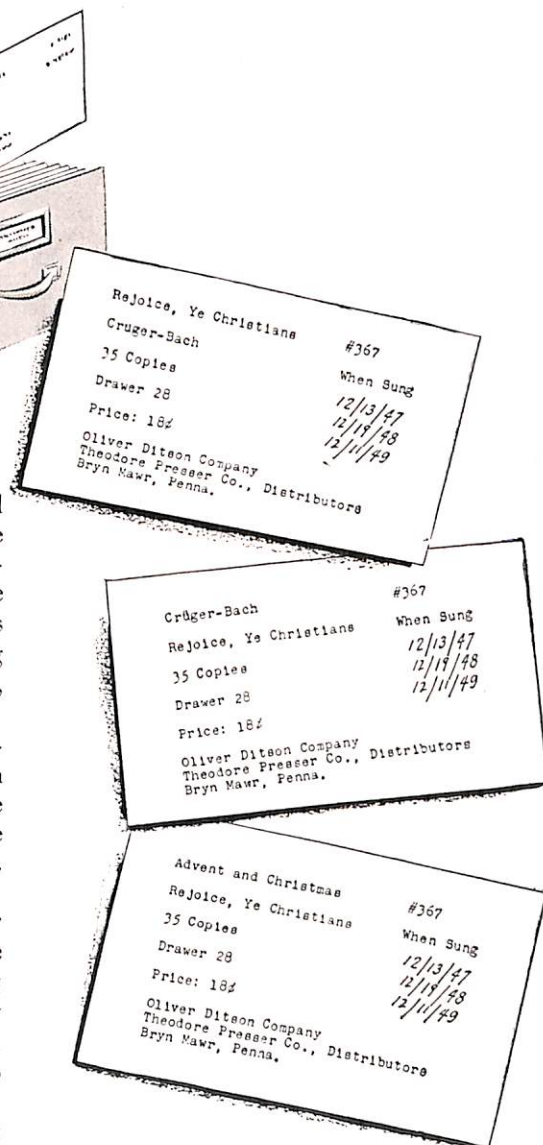 Rejoice, Ye Christians
#367
Cruger-Bach
When Sung
35 Copies
12/13/47
Drawer 28
12/19/48
Price: 18¢
12/11/49
Oliver Ditson Company
Theodore Presser Co., Distributors
Bryn Mawr, Penna.
Crüger-Bach
#367
Rejoice, Ye Christians
When Sung
35 Copies
12/13/47
Drawer 28
12/19/48
Price: 18¢
12/11/49
Oliver Ditson Company
Theodore Presser Co., Distributors
Bryn Mawr, Penna.
Advent and Christmas
#367
Rejoice, Ye Christians
When Sung
35 Copies
12/13/47
Drawer 28
12/19/48
Price: 18¢
12/11/49
Oliver Ditson Company
Theodore Presser Co., Distributors
Bryn Mawr, Penna.